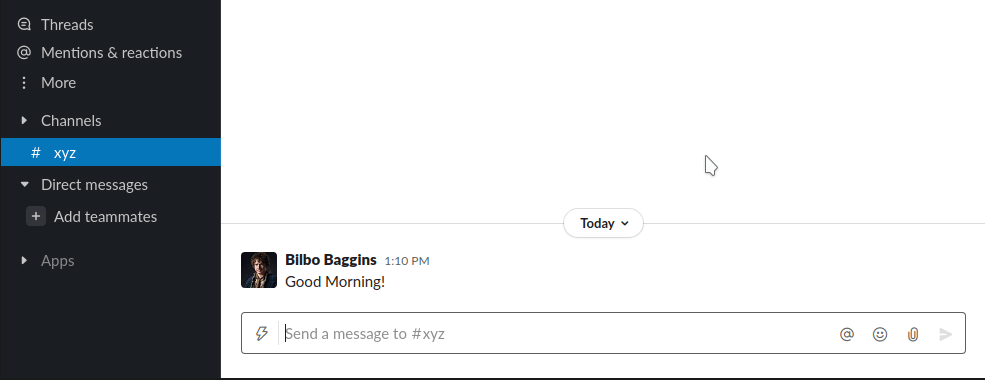 Threads
@ Mentions & reactions
More
Channels
# xyz
Direct messages
+ Add teammates
Apps
Today
Bilbo Baggins 1:10 PM
Good Morning!
Send a message to #xyz @